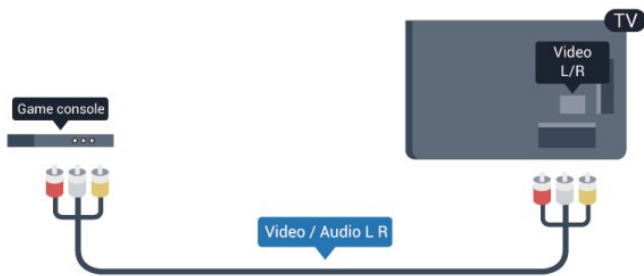 TV
Video
L/R
Game console
Video / Audio L R